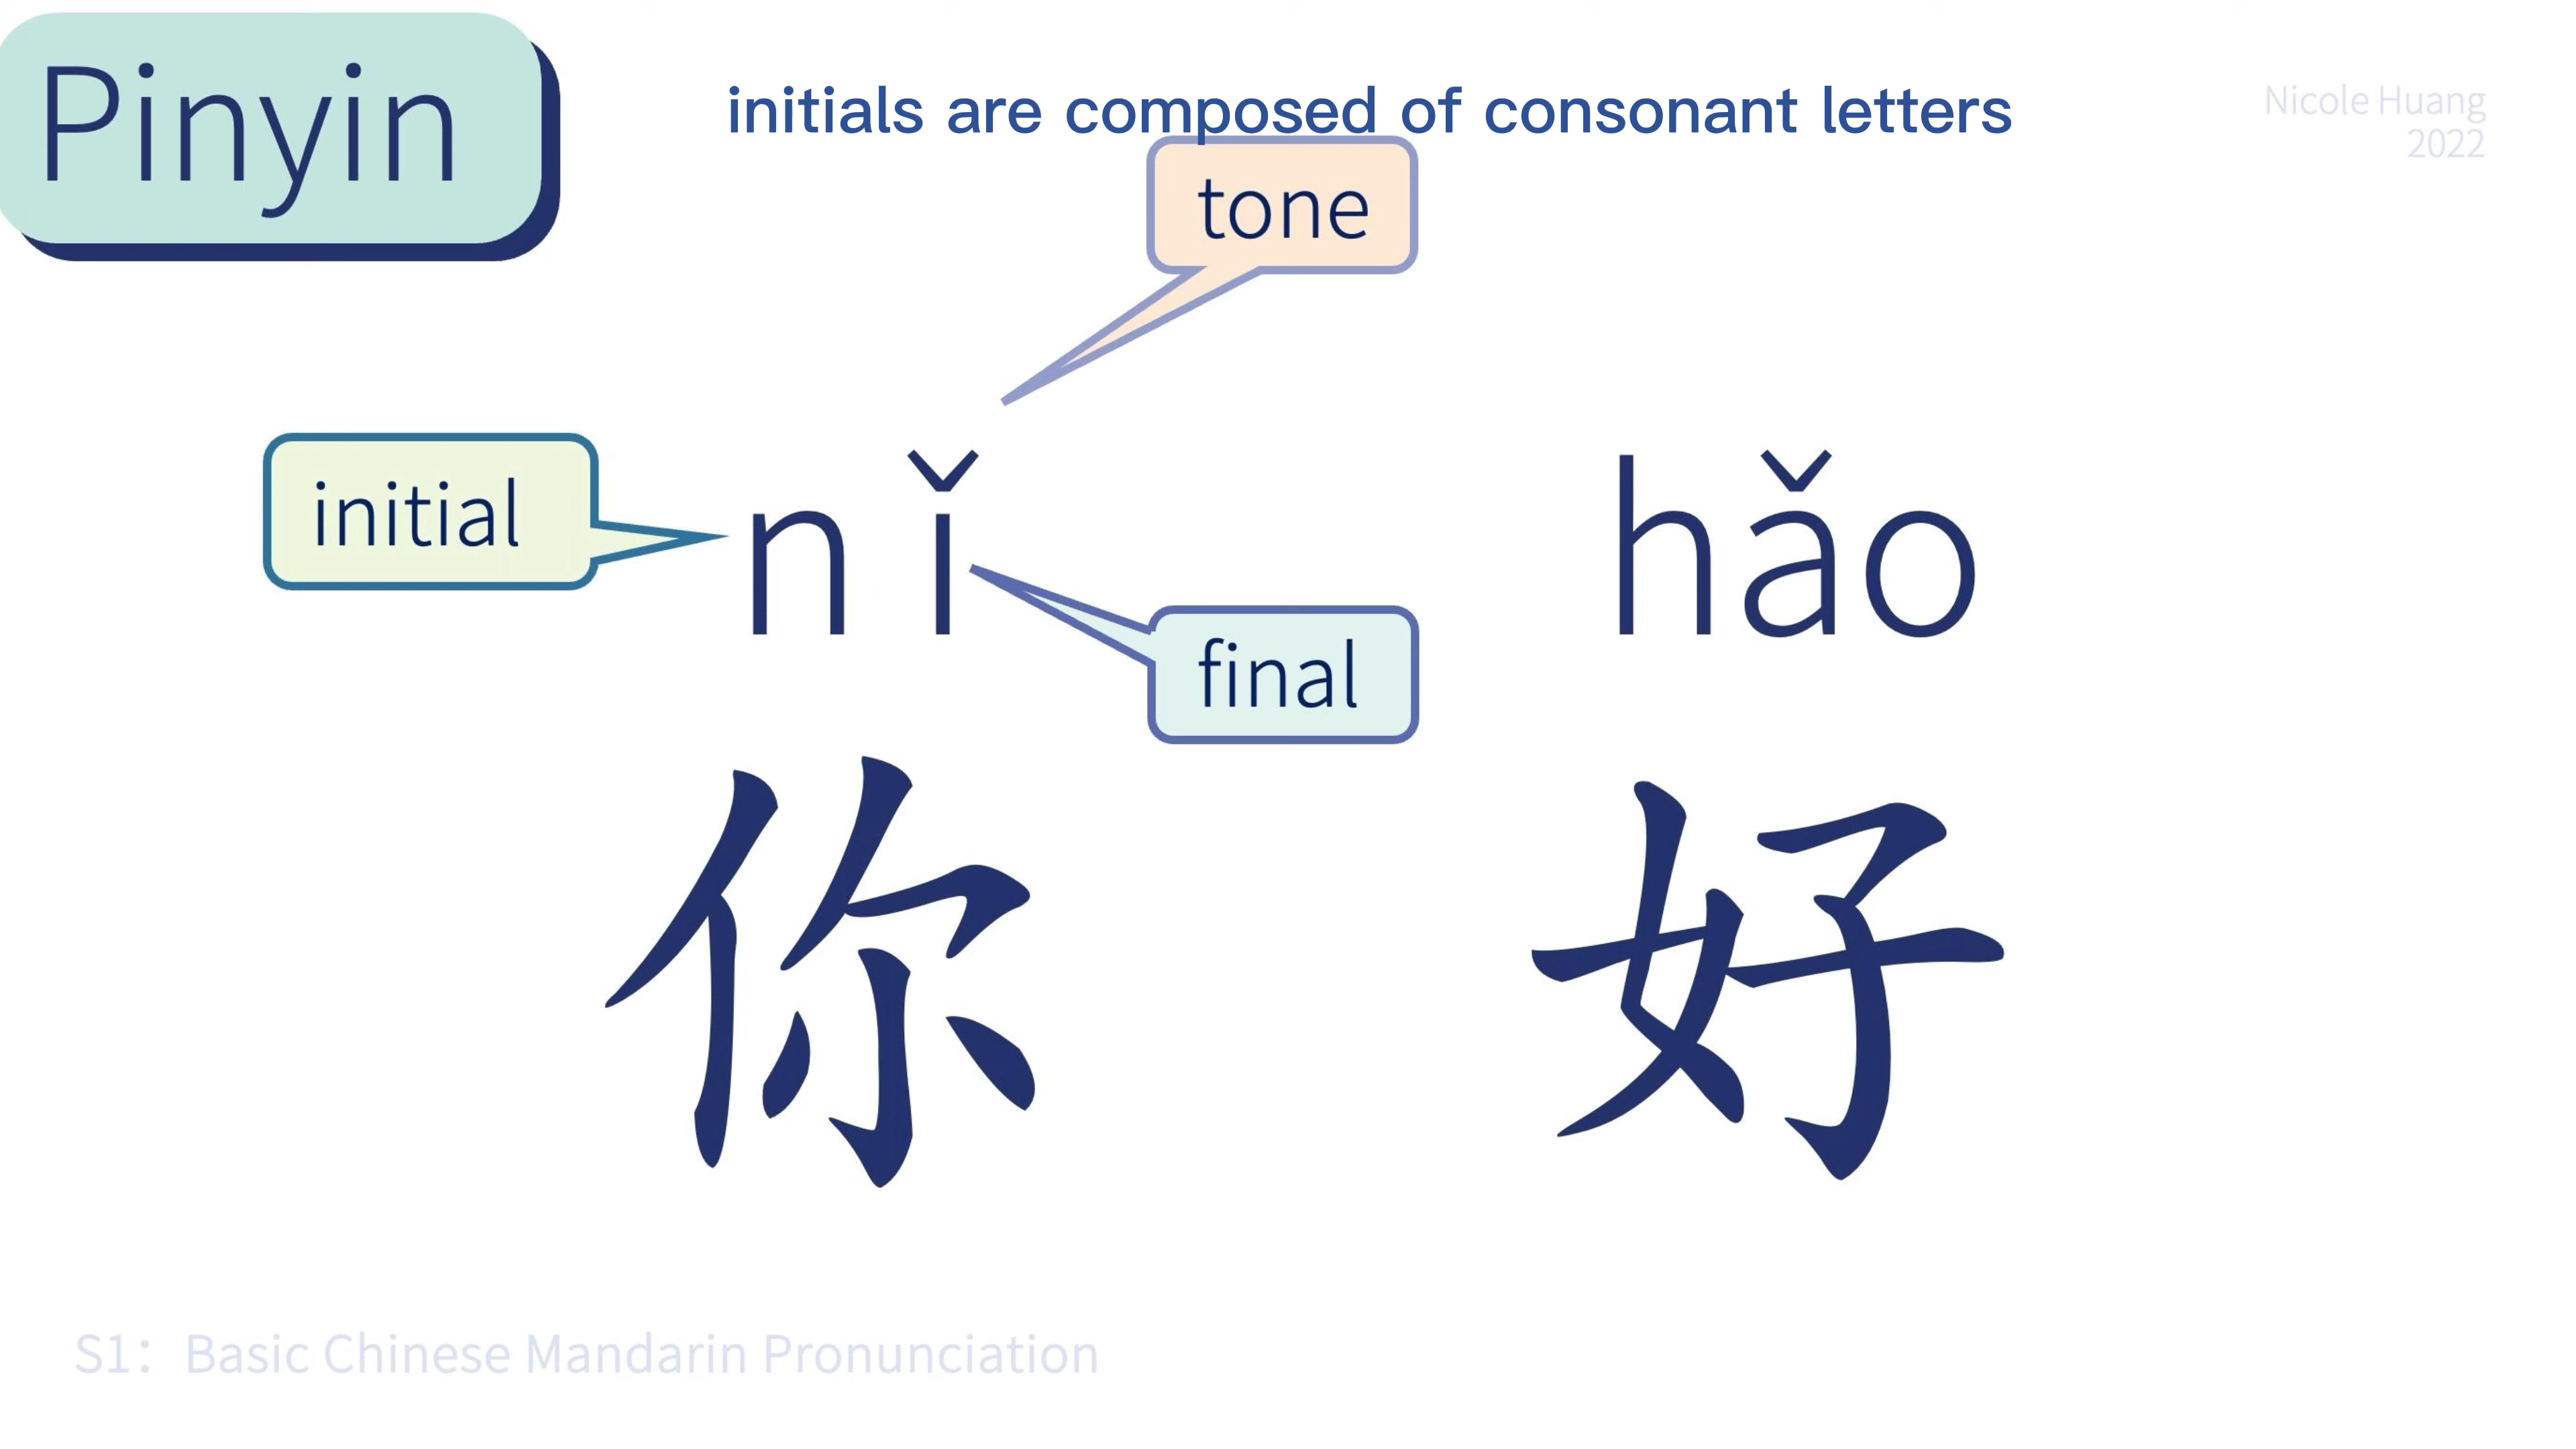 Pinyin
initials are composed of consonant letters
Nicole Huang
2022
tone
initial
nǐ
hǎo
final
你
好
S1：Basic Chinese Mandarin Pronunciation